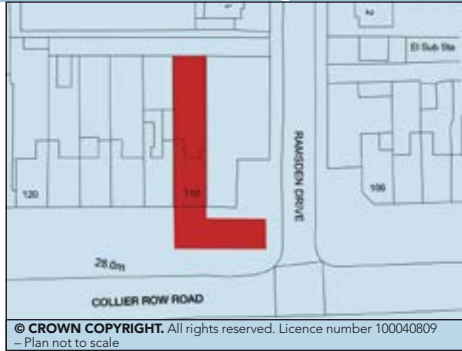 El Sub Sta
RAMSDEN DRIVE
120
110
106
28.0m
COLLIER ROW ROAD
© CROWN COPYRIGHT. All rights reserved. Licence number 100040809
– Plan not to scale